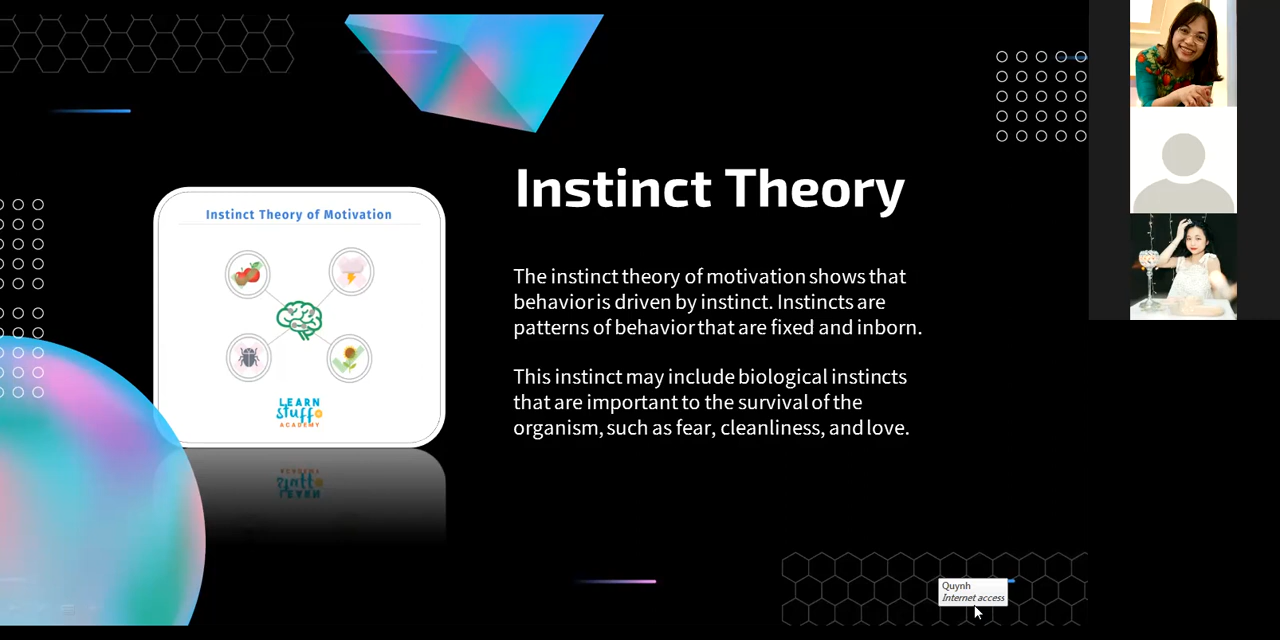 Instinct Theory
Instinct Theory of Motivation
LEARN
stuff
ACADEMY
The instinct theory of motivation shows that
behavior is driven by instinct. Instincts are
patterns of behavior that are fixed and inborn.
This instinct may include biological instincts
that are important to the survival of the
organism, such as fear, cleanliness, and love.
Quynh
Internet access